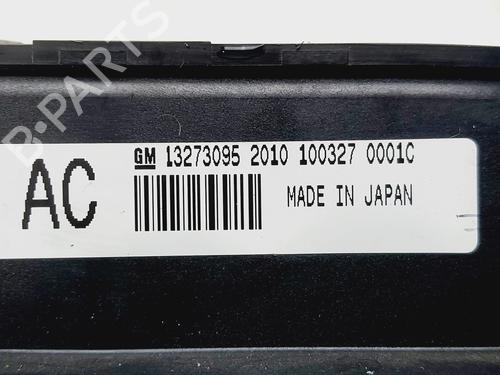 B-PARTS
GM 13273095 2010 100327 0001C
AC
MADE IN JAPAN